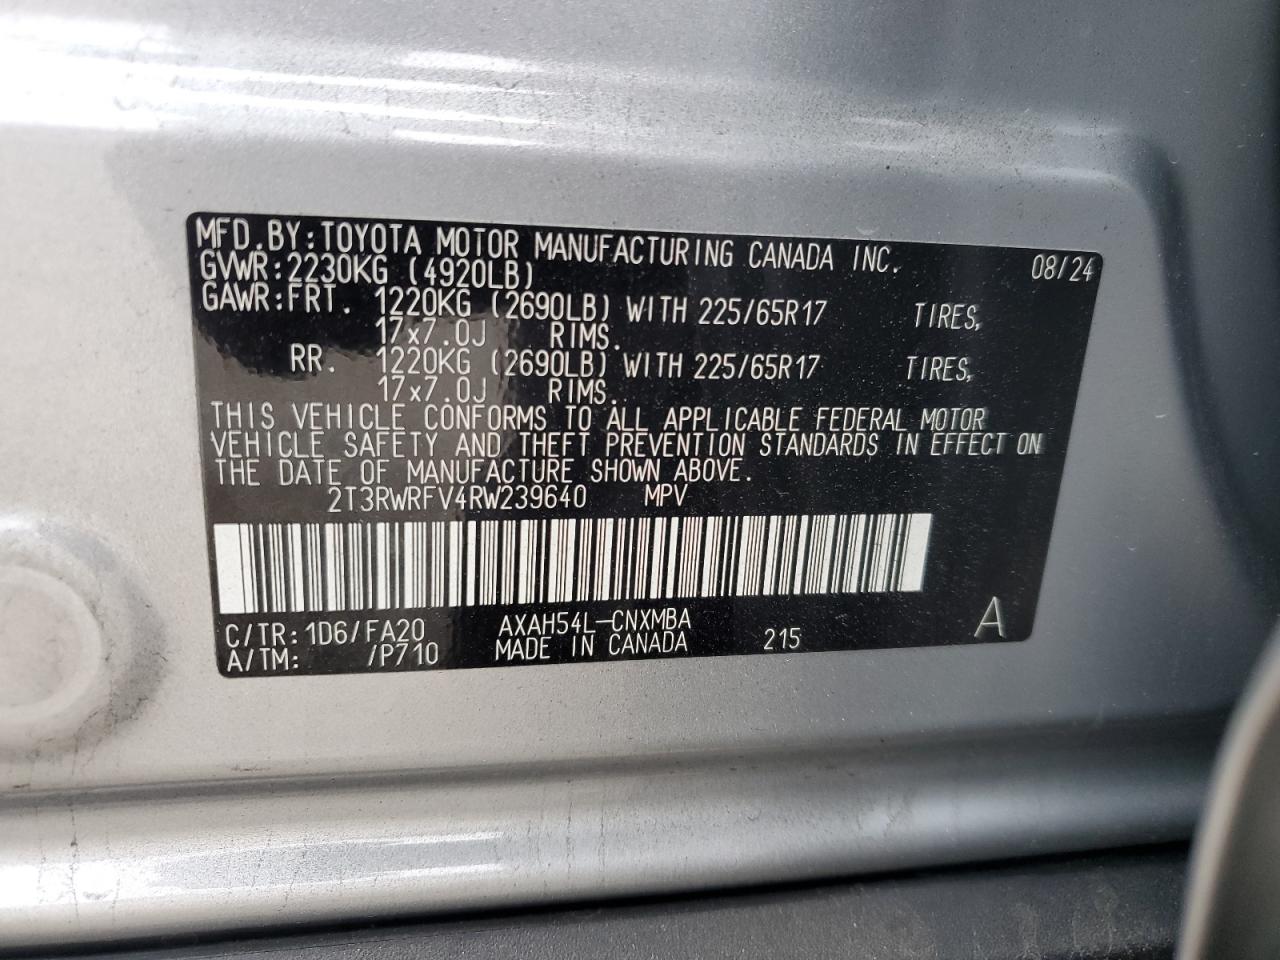 MFD.BY:TOYOTA MOTOR MANUFACTURING CANADA INC. 08/24
GVWR:2230KG (4920LB)
GAWR:FRT. 1220KG (2690LB) WITH 225/65R17 TIRES,
17x7.0J RIMS.
RR. 1220KG (2690LB) WITH 225/65R17 TIRES,
17x7.0J RIMS.
THIS VEHICLE CONFORMS TO ALL APPLICABLE FEDERAL MOTOR
VEHICLE SAFETY AND THEFT PREVENTION STANDARDS IN EFFECT ON
THE DATE OF MANUFACTURE SHOWN ABOVE.
2T3RWRFV4RW239640 MPV
C/TR: 1D6/FA20 AXAH54L-CNXMBA A
A/TM: /P710 MADE IN CANADA 215